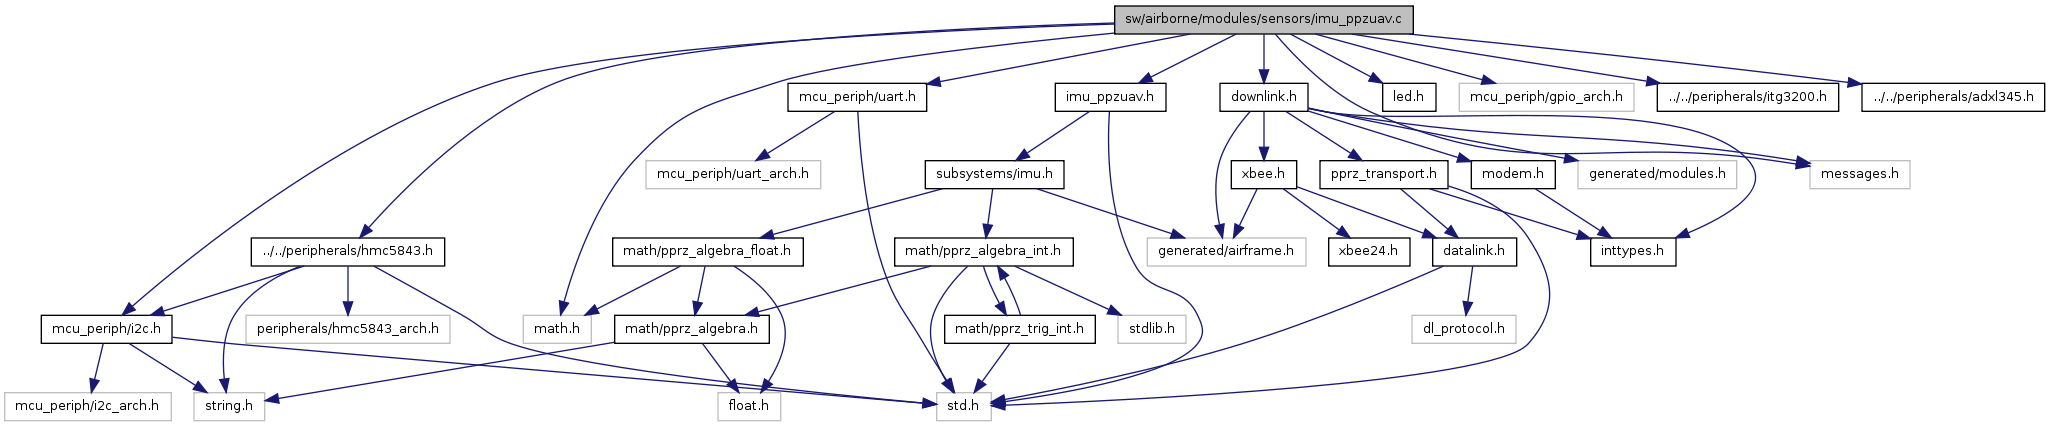 sw/airborne/modules/sensors/imu_ppzuav.c
mcu_periph/uart.h
imu_ppzuav.h
downlink.h
led.h
mcu_periph/gpio_arch.h
../../peripherals/itg3200.h
../../peripherals/adxl345.h
mcu_periph/uart_arch.h
subsystems/imu.h
xbee.h
pprz_transport.h
modem.h
generated/modules.h
messages.h
../../peripherals/hmc5843.h
math/pprz_algebra_float.h
math/pprz_algebra_int.h
generated/airframe.h
xbee24.h
datalink.h
inttypes.h
mcu_periph/i2c.h
peripherals/hmc5843_arch.h
math.h
math/pprz_algebra.h
math/pprz_trig_int.h
stdlib.h
dl_protocol.h
mcu_periph/i2c_arch.h
string.h
float.h
std.h